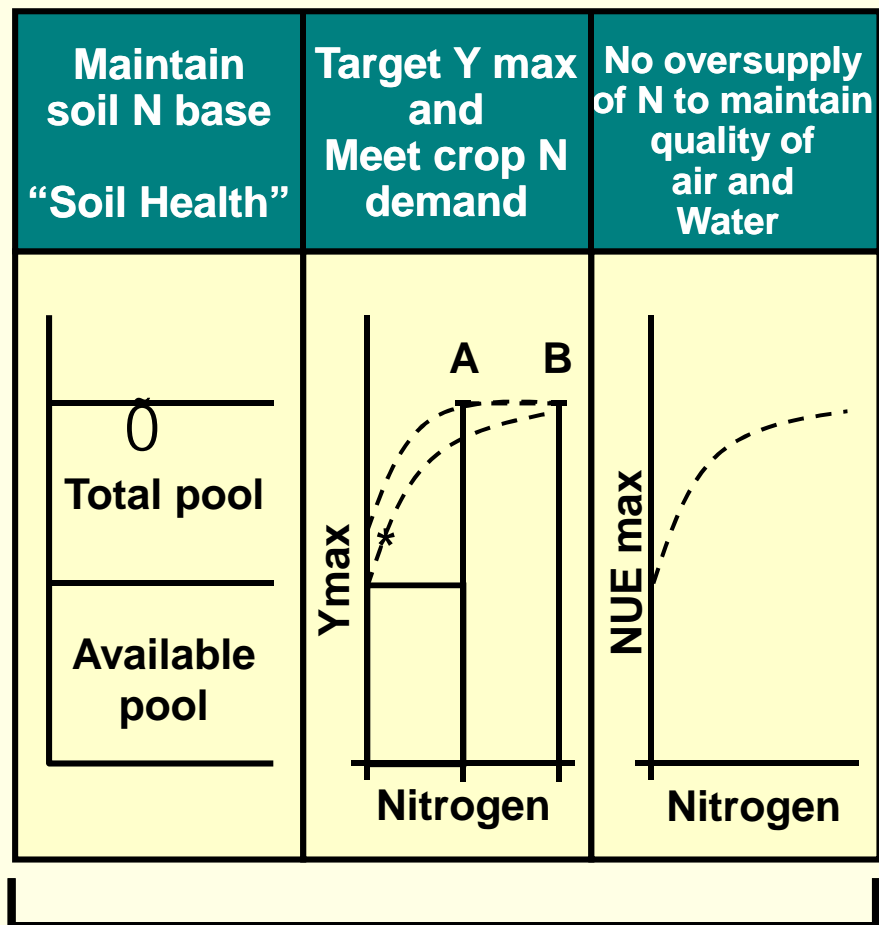 Maintain
soil N base
“Soil Health”
Target Y max
and
Meet crop N
demand
No oversupply
of N to maintain
quality of
air and
Water
Õ
Total pool
Available
pool
A B
*
Ymax
Nitrogen
NUE max
Nitrogen